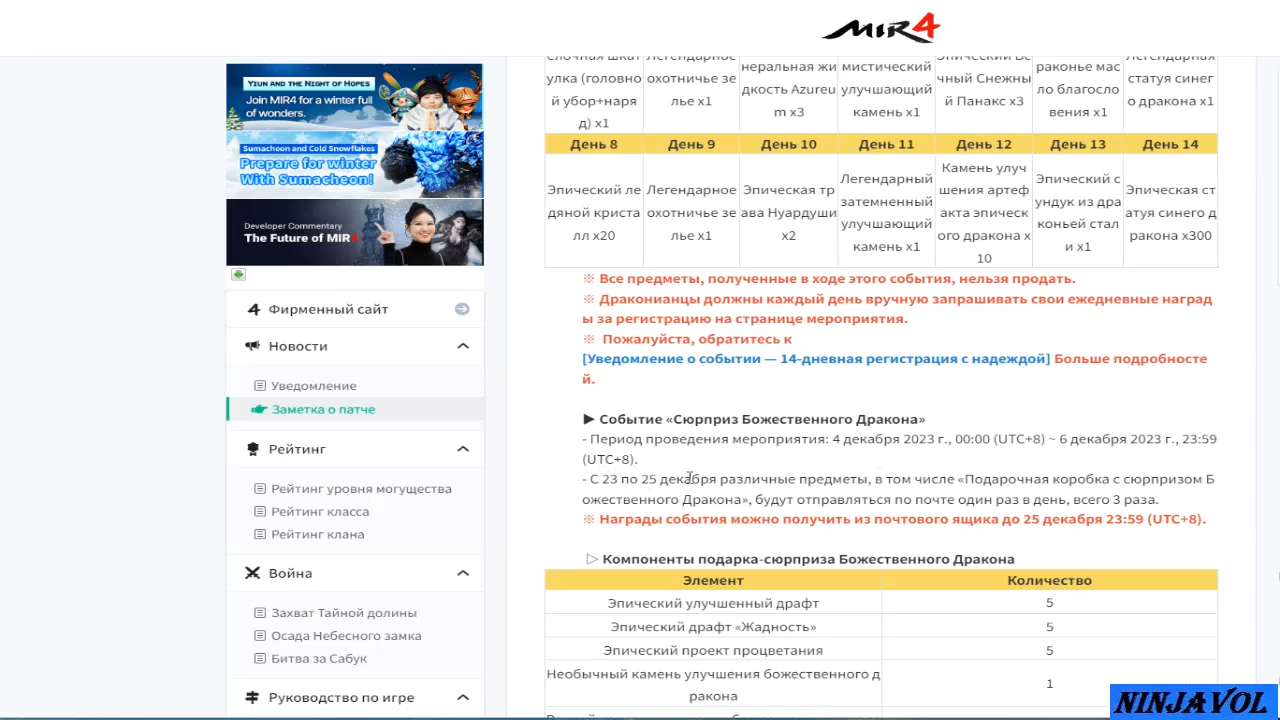 MIR4
YIUN AND THE NIGHT OF HOPES
Join MIR4 for a winter full
of wonders.
Sumacheon and Cold Snowflakes
Prepare for winter
With Sumacheon!
Developer Commentary
The Future of MIR4
4 Фирменный сайт
Новости
Уведомление
Заметка о патче
Рейтинг
Рейтинг уровня могущества
Рейтинг класса
Рейтинг клана
Война
Захват Тайной долины
Осада Небесного замка
Битва за Сабук
Руководство по игре
улка (головно
й убор+наря
д) x1
охотничье зе
лье x1
неральная жи
дкость Azureu
m x3
мистический
улучшающий
камень x1
чный Снежны
й Панакс x3
раконье мас
ло благосло
вения x1
статуя синег
о дракона x1
День 8 День 9 День 10 День 11 День 12 День 13 День 14
Эпический ле
дяной криста
лл x20
Легендарное
охотничье зе
лье x1
Эпическая тр
ава Нуардуши
x2
Легендарный
затемненный
улучшающий
камень x1
Камень улуч
шения артеф
акта эпическ
ого дракона x
10
Эпический с
ундук из дра
коньей стал
и x1
Эпическая ст
атуя синего д
ракона x300
※ Все предметы, полученные в ходе этого события, нельзя продать.
※ Драконианцы должны каждый день вручную запрашивать свои ежедневные наград
ы за регистрацию на странице мероприятия.
※ Пожалуйста, обратитесь к
[Уведомление о событии — 14-дневная регистрация с надеждой] Больше подробносте
й.
▶ Событие «Сюрприз Божественного Дракона»
- Период проведения мероприятия: 4 декабря 2023 г., 00:00 (UTC+8) ~ 6 декабря 2023 г., 23:59
(UTC+8).
- С 23 по 25 декабря различные предметы, в том числе «Подарочная коробка с сюрпризом Б
ожественного Дракона», будут отправляться по почте один раз в день, всего 3 раза.
※ Награды события можно получить из почтового ящика до 25 декабря 23:59 (UTC+8).
▷ Компоненты подарка-сюрприза Божественного Дракона
Элемент Количество
Эпический улучшенный драфт 5
Эпический драфт «Жадность» 5
Эпический проект процветания 5
Необычный камень улучшения божественного д
ракона 1
NINJAVOL